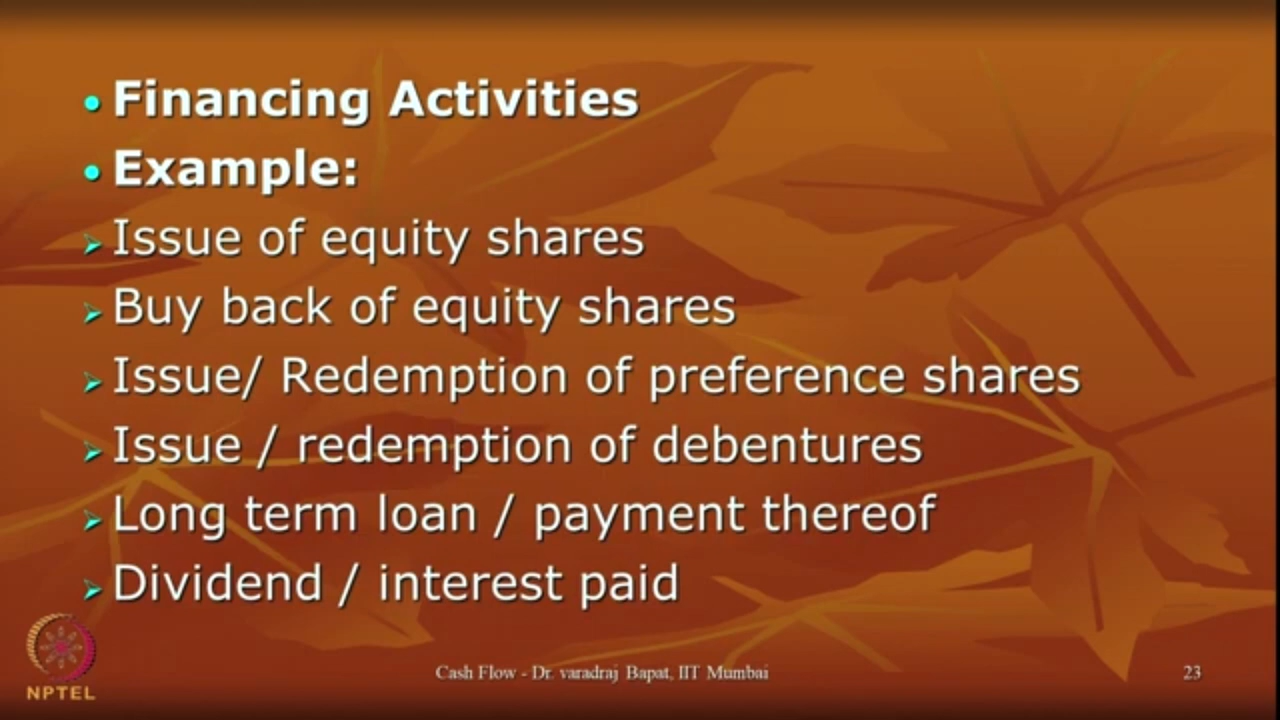 • Financing Activities
• Example:
➢ Issue of equity shares
➢ Buy back of equity shares
➢ Issue/ Redemption of preference shares
➢ Issue / redemption of debentures
➢ Long term loan / payment thereof
➢ Dividend / interest paid
NPTEL
Cash Flow - Dr. varadraj Bapat, IIT Mumbai
23